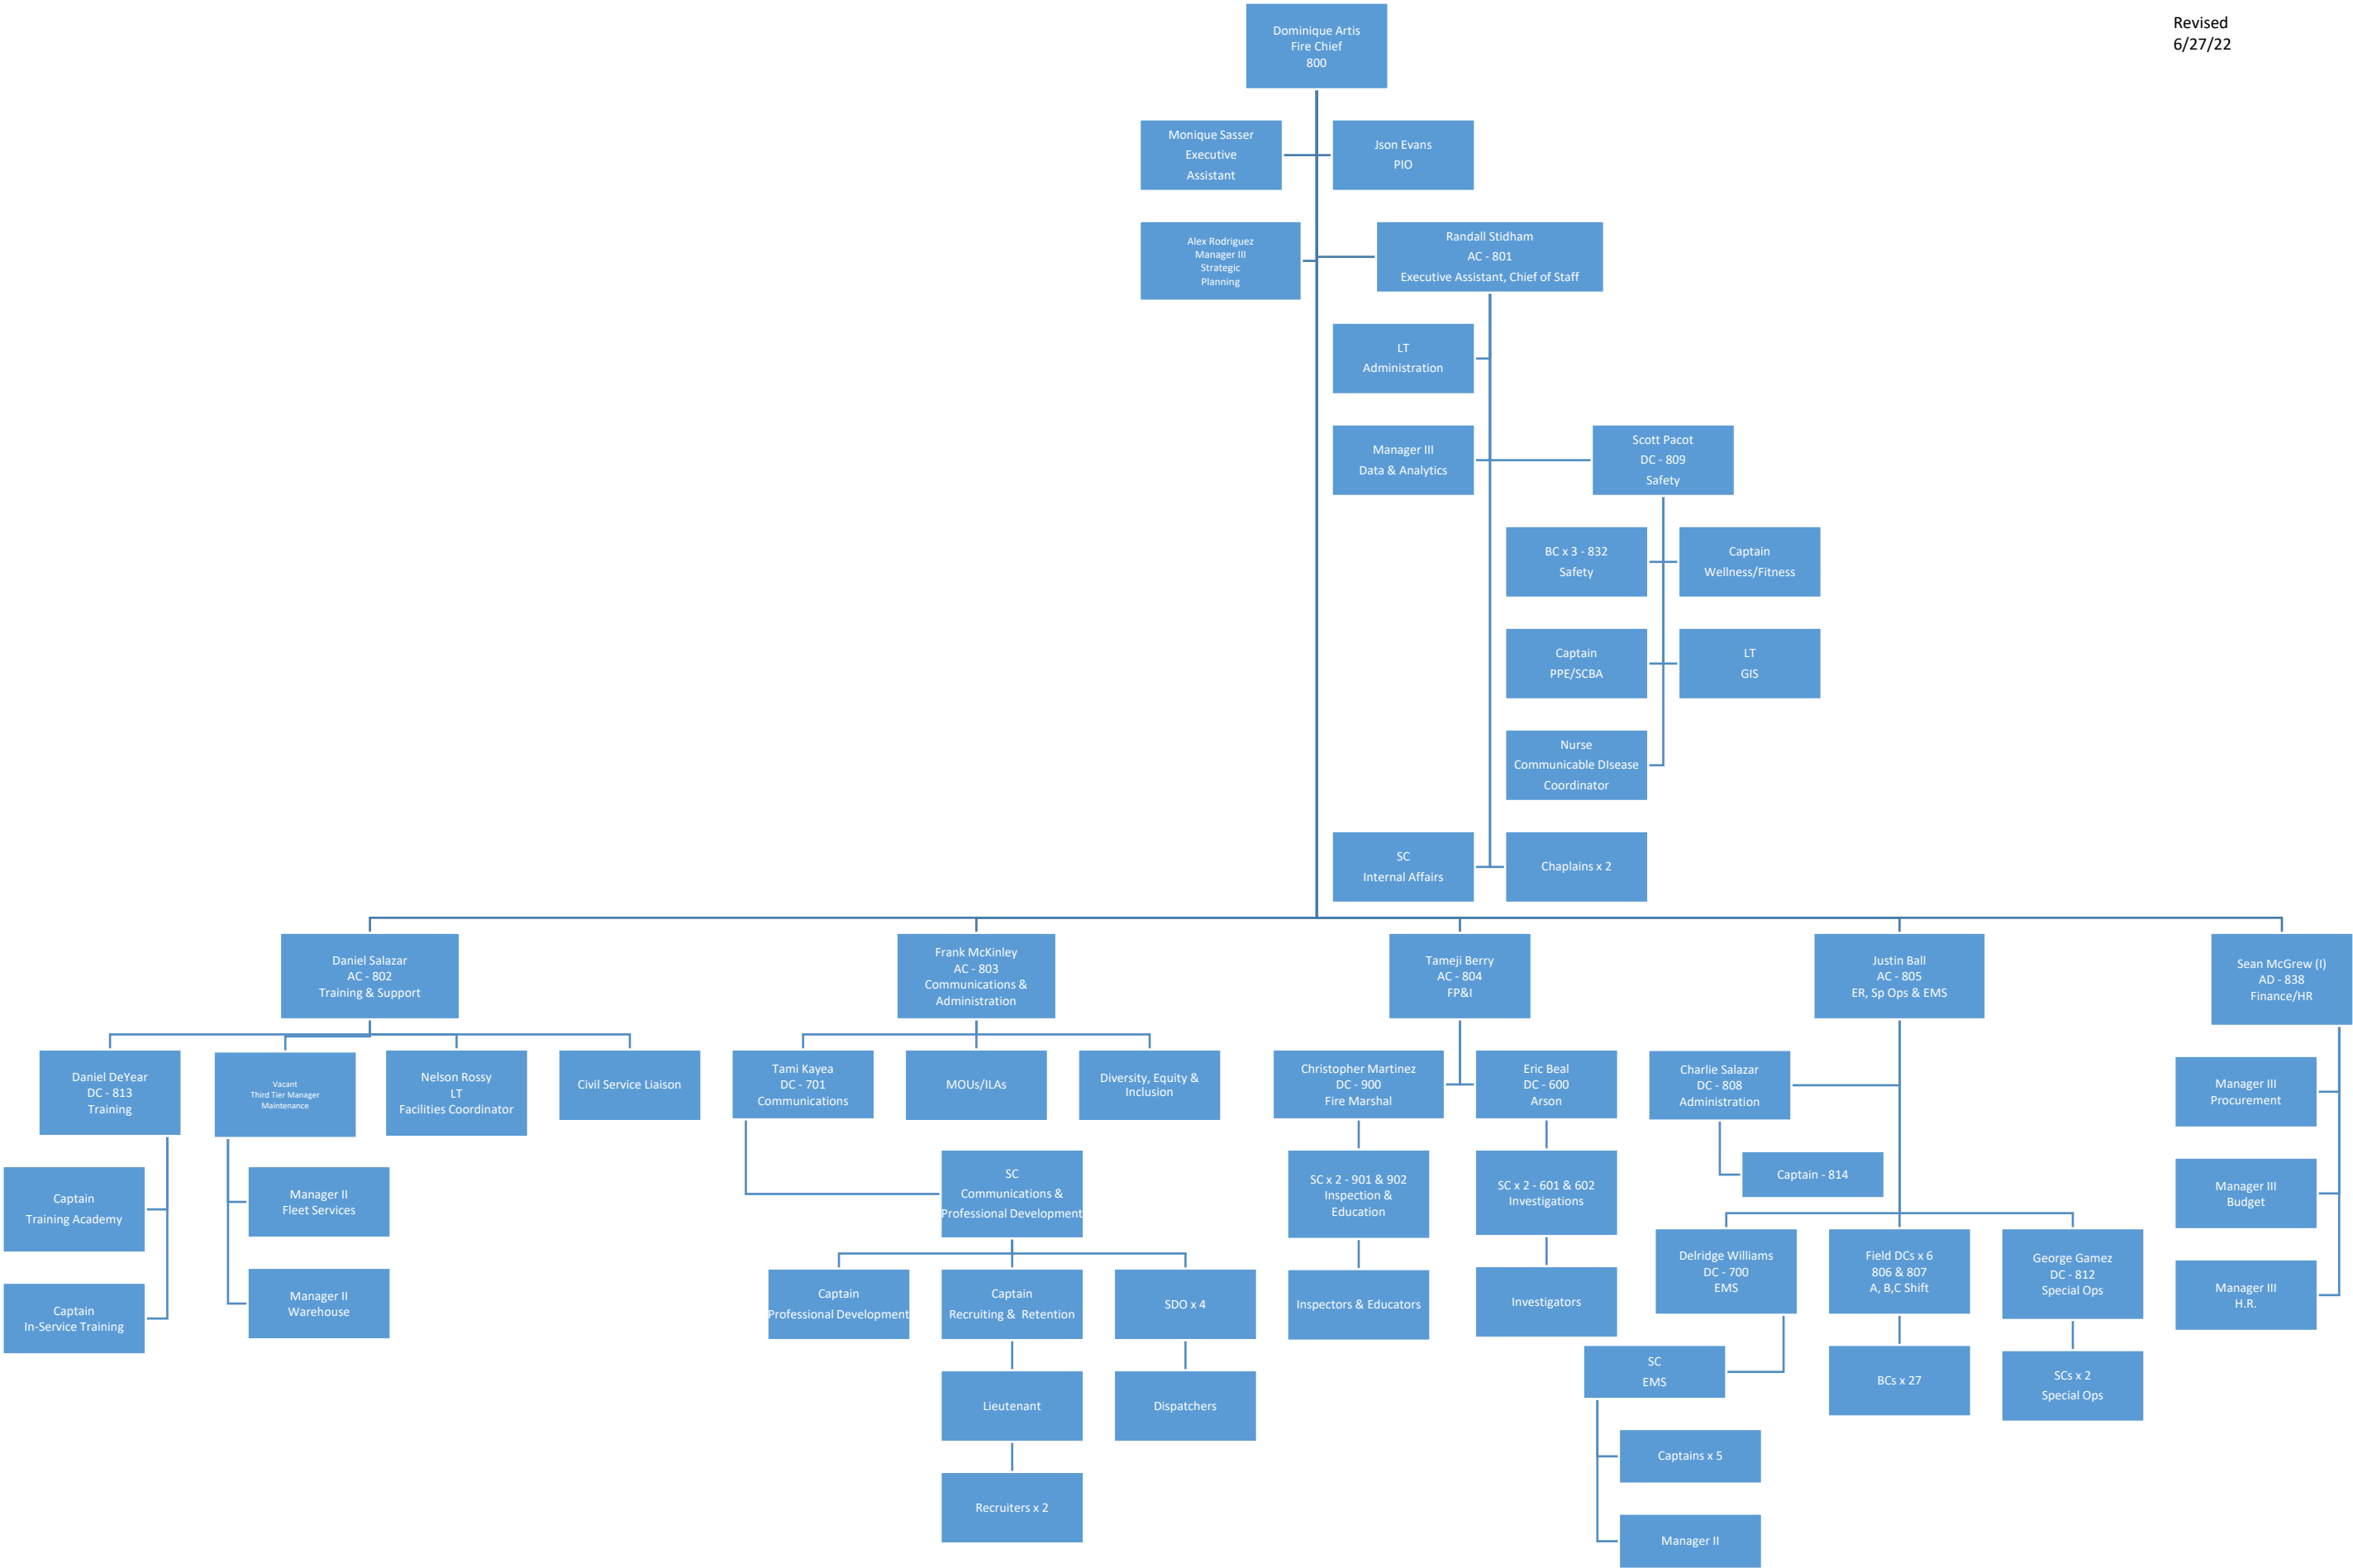 Revised
6/27/22
Dominique Artis
Fire Chief
800
Monique Sasser
Executive
Assistant
Json Evans
PIO
Alex Rodriguez
Manager III
Strategic
Planning
Randall Stidham
AC - 801
Executive Assistant, Chief of Staff
LT
Administration
Manager III
Data & Analytics
Scott Pacot
DC - 809
Safety
BC x 3 - 832
Safety
Captain
Wellness/Fitness
Captain
PPE/SCBA
LT
GIS
Nurse
Communicable DIsease
Coordinator
SC
Internal Affairs
Chaplains x 2
Daniel Salazar
AC - 802
Training & Support
Frank McKinley
AC - 803
Communications &
Administration
Tameji Berry
AC - 804
FP&I
Justin Ball
AC - 805
ER, Sp Ops & EMS
Sean McGrew (I)
AD - 838
Finance/HR
Daniel DeYear
DC - 813
Training
Vacant
Third Tier Manager
Maintenance
Nelson Rossy
LT
Facilities Coordinator
Civil Service Liaison
Tami Kayea
DC - 701
Communications
MOUs/ILAs
Diversity, Equity &
Inclusion
Christopher Martinez
DC - 900
Fire Marshal
Eric Beal
DC - 600
Arson
Charlie Salazar
DC - 808
Administration
Manager III
Procurement
Captain
Training Academy
Manager II
Fleet Services
SC
Communications &
Professional Development
SC x 2 - 901 & 902
Inspection &
Education
SC x 2 - 601 & 602
Investigations
Captain - 814
Manager III
Budget
Captain
In-Service Training
Manager II
Warehouse
Captain
Professional Development
Captain
Recruiting &  Retention
SDO x 4
Inspectors & Educators
Investigators
Delridge Williams
DC - 700
EMS
Field DCs x 6
806 & 807
A, B,C Shift
George Gamez
DC - 812
Special Ops
Manager III
H.R.
Lieutenant
Dispatchers
SC
EMS
BCs x 27
SCs x 2
Special Ops
Recruiters x 2
Captains x 5
Manager II